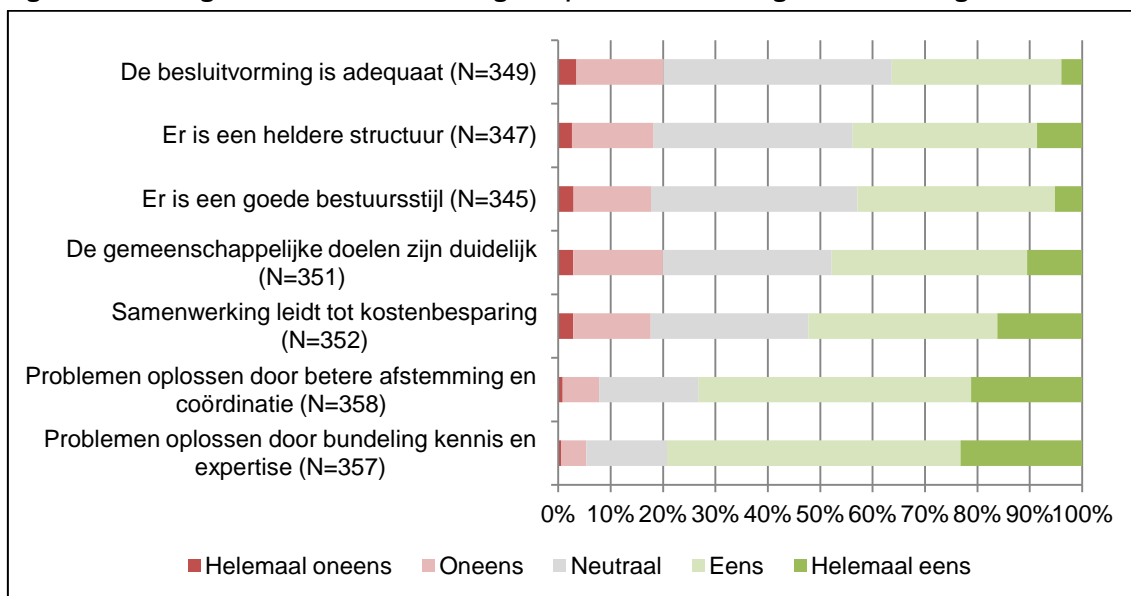 De besluitvorming is adequaat (N=349)
Er is een heldere structuur (N=347)
Er is een goede bestuursstijl (N=345)
De gemeenschappelijke doelen zijn duidelijk
(N=351)
Samenwerking leidt tot kostenbesparing
(N=352)
Problemen oplossen door betere afstemming en
coördinatie (N=358)
Problemen oplossen door bundeling kennis en
expertise (N=357)
0% 10% 20% 30% 40% 50% 60% 70% 80% 90% 100%
Helemaal oneens Oneens Neutraal Eens Helemaal eens